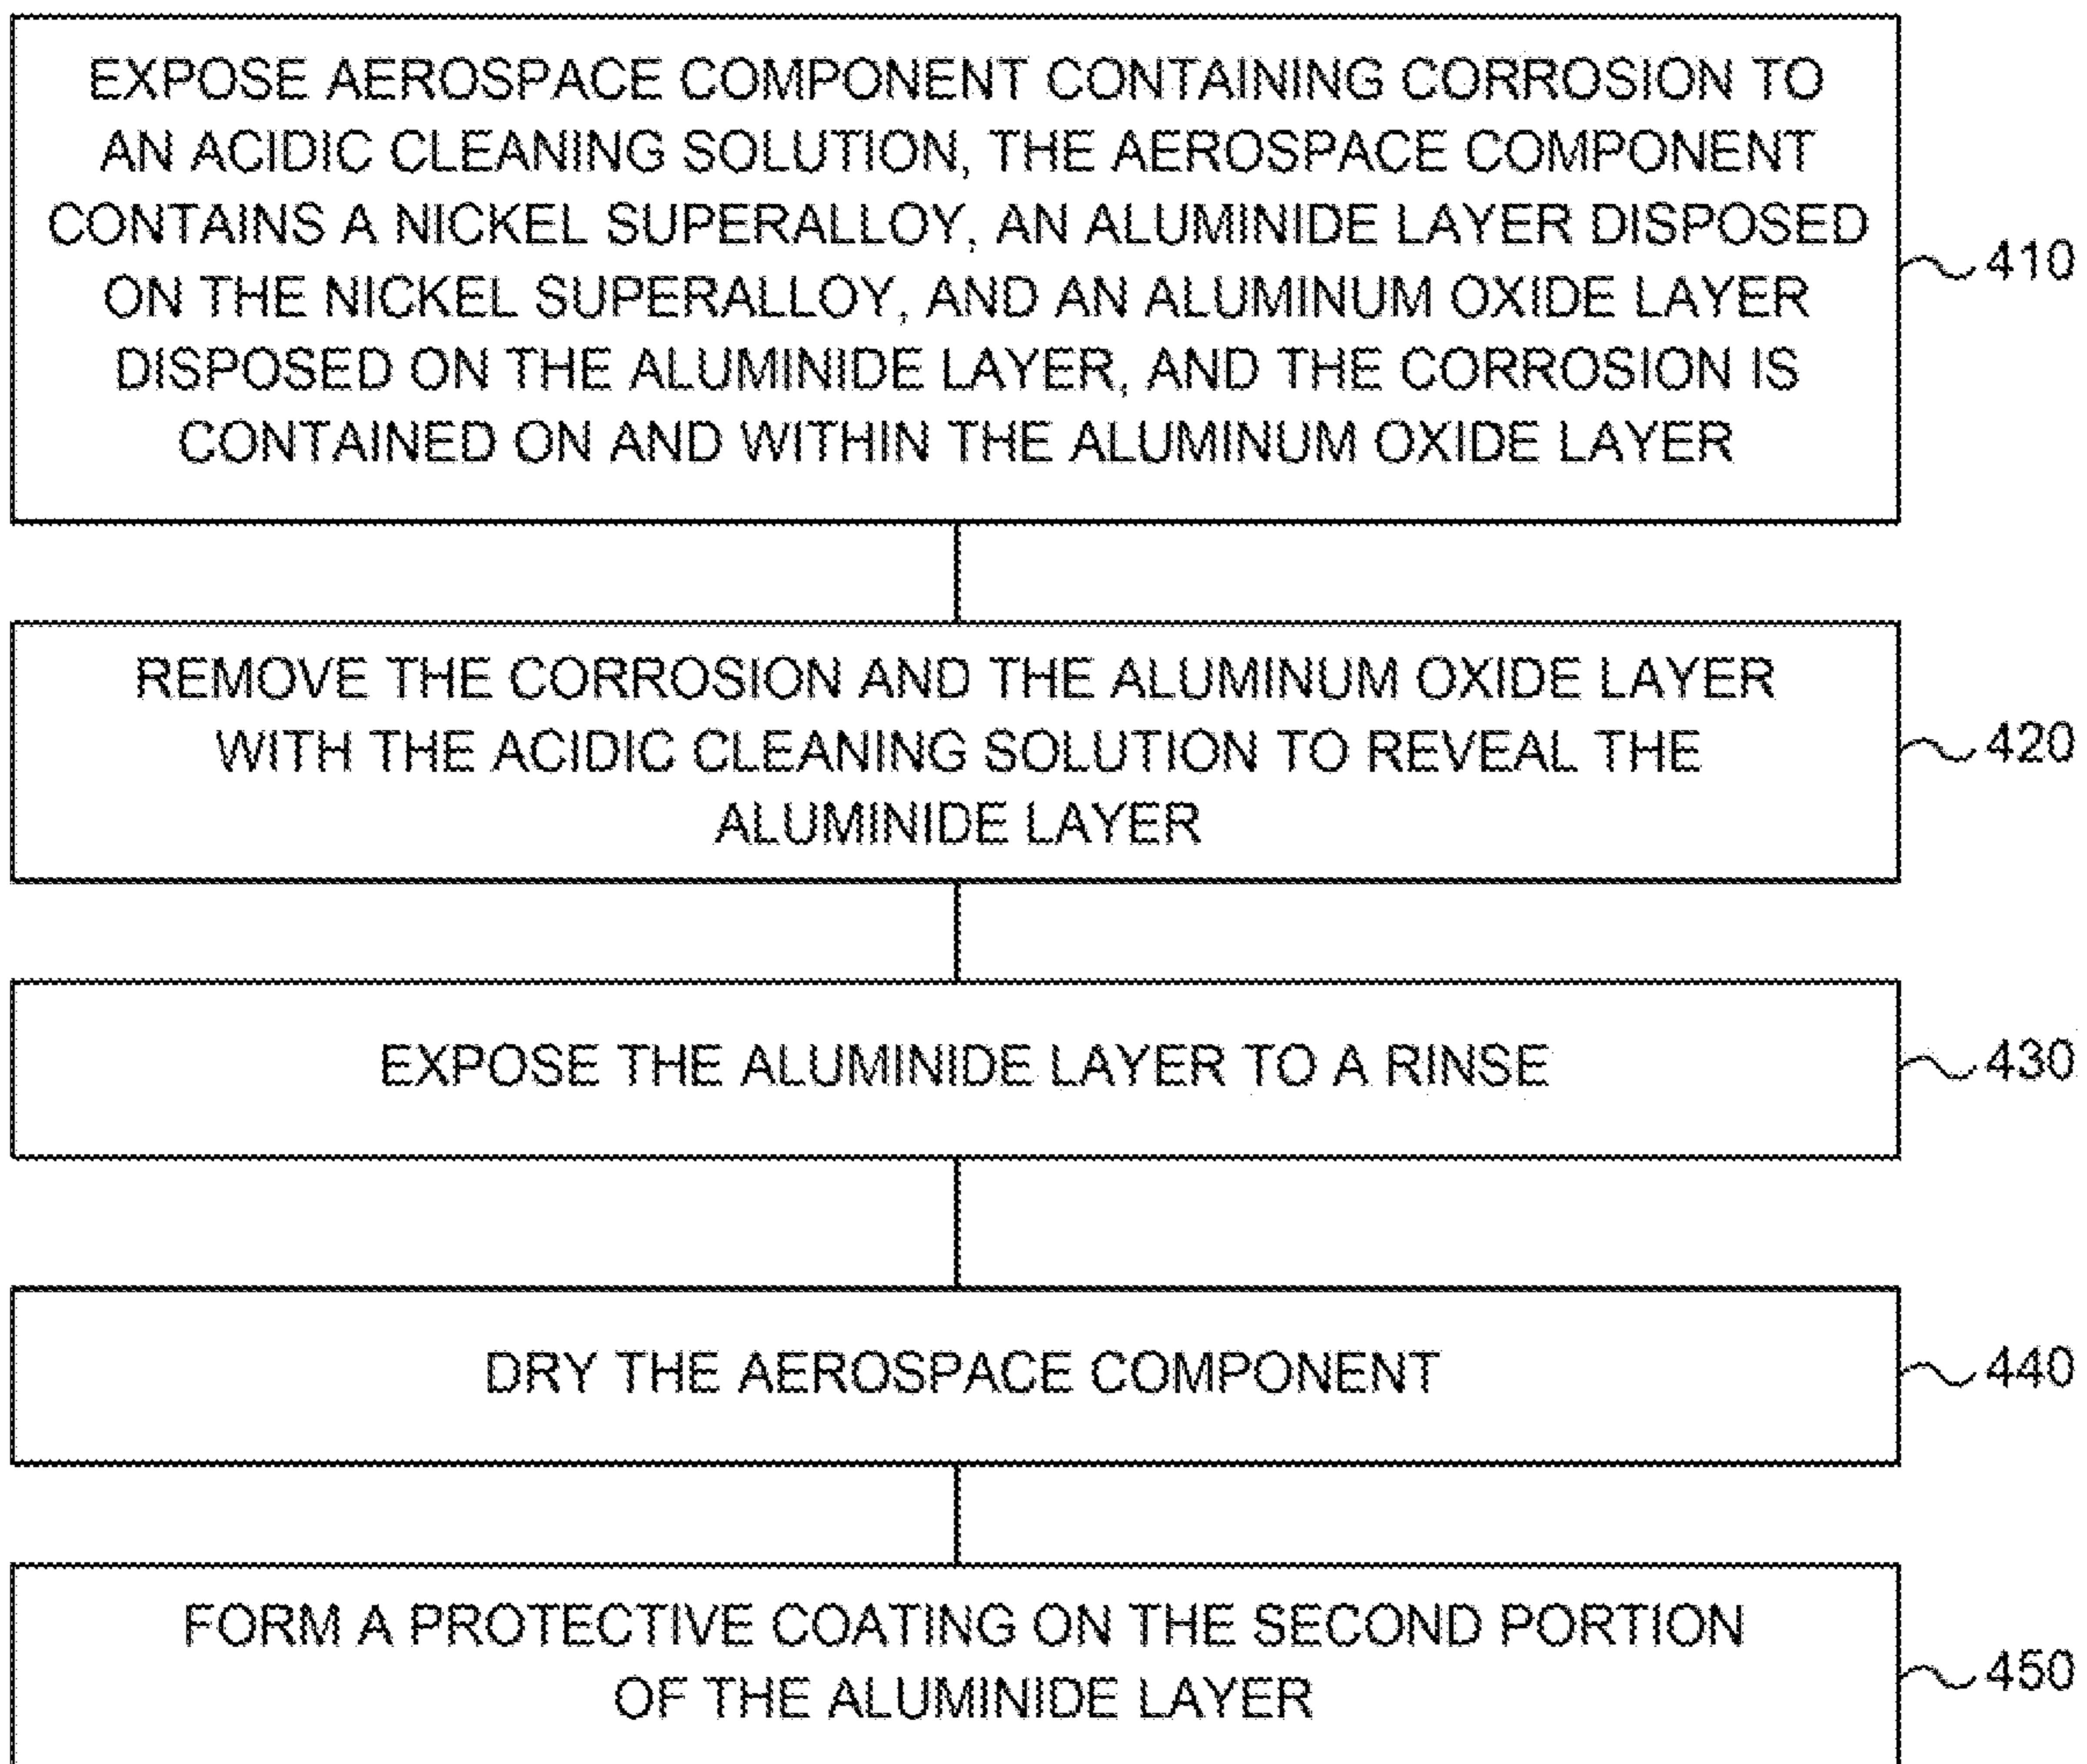 EXPOSE AEROSPACE COMPONENT CONTAINING CORROSION TO
AN ACIDIC CLEANING SOLUTION, THE AEROSPACE COMPONENT
CONTAINS A NICKEL SUPERALLOY, AN ALUMINIDE LAYER DISPOSED
ON THE NICKEL SUPERALLOY, AND AN ALUMINUM OXIDE LAYER
DISPOSED ON THE ALUMINIDE LAYER, AND THE CORROSION IS
CONTAINED ON AND WITHIN THE ALUMINUM OXIDE LAYER
410
REMOVE THE CORROSION AND THE ALUMINUM OXIDE LAYER
WITH THE ACIDIC CLEANING SOLUTION TO REVEAL THE
ALUMINIDE LAYER
420
EXPOSE THE ALUMINIDE LAYER TO A RINSE
430
DRY THE AEROSPACE COMPONENT
440
FORM A PROTECTIVE COATING ON THE SECOND PORTION
OF THE ALUMINIDE LAYER
450